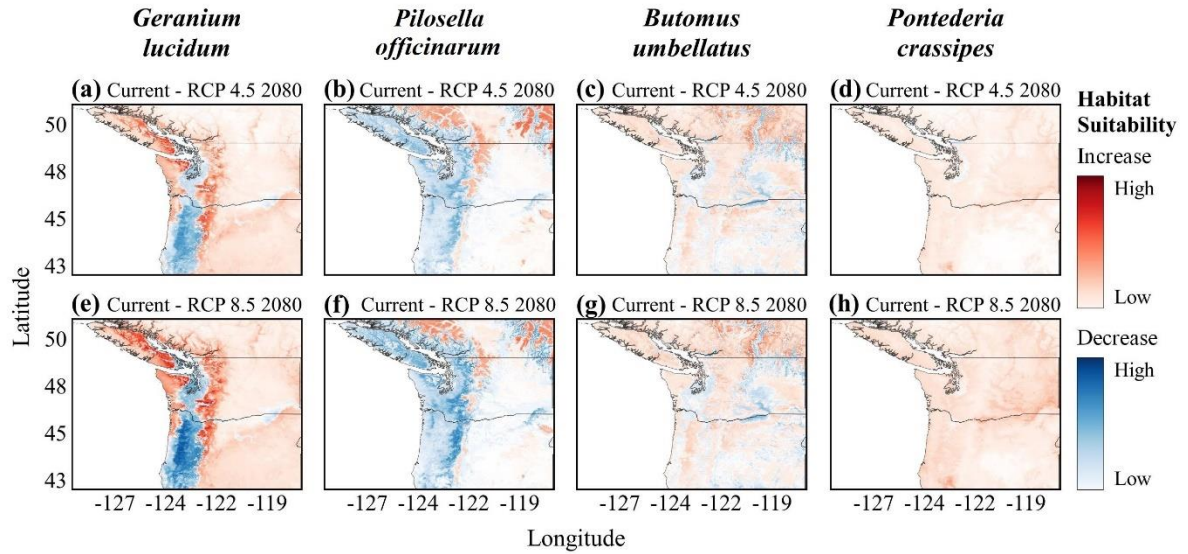 Geranium lucidum
Pilosella officinarum
Butomus umbellatus
Pontederia crassipes
(a) Current - RCP 4.5 2080
(b) Current - RCP 4.5 2080
(c) Current - RCP 4.5 2080
(d) Current - RCP 4.5 2080
50
48
45
43
(e) Current - RCP 8.5 2080
(f) Current - RCP 8.5 2080
(g) Current - RCP 8.5 2080
(h) Current - RCP 8.5 2080
50
48
45
43
Latitude
-127 -124 -122 -119
-127 -124 -122 -119
-127 -124 -122 -119
-127 -124 -122 -119
Longitude
Habitat
Suitability
Increase
High
Low
Decrease
High
Low